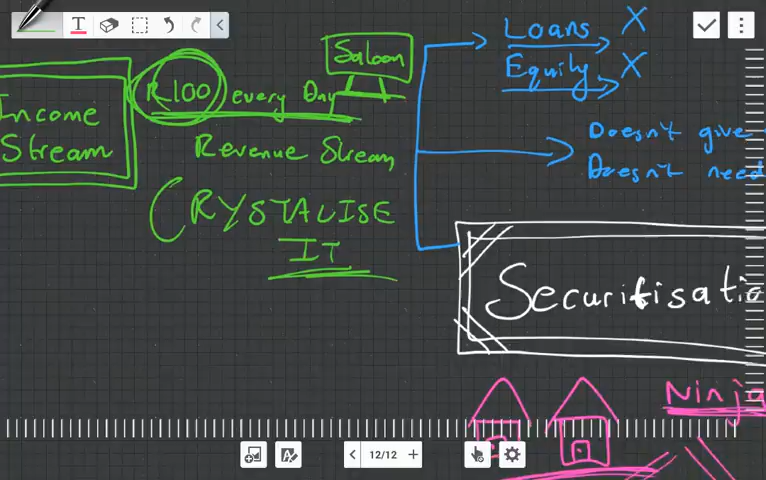 T
Loans X
Equity X
Saloon
R100 every Day
Income
Stream
Revenue Stream
CRYSTALISE
IT
Doesn't give
Doesn't need
Securitisatio
Ninja
12/12